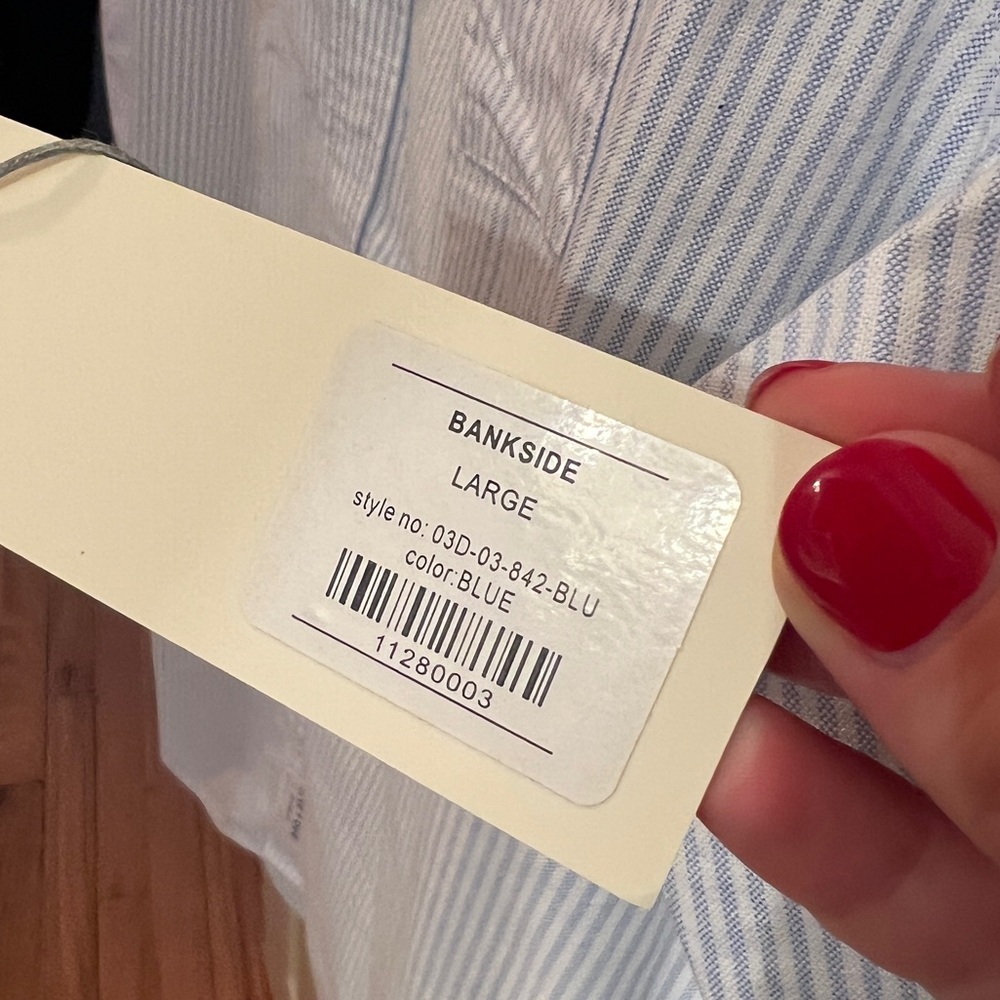 BANKSIDE
LARGE
style no: 03D-03-842-BLU
color:BLUE
11280003